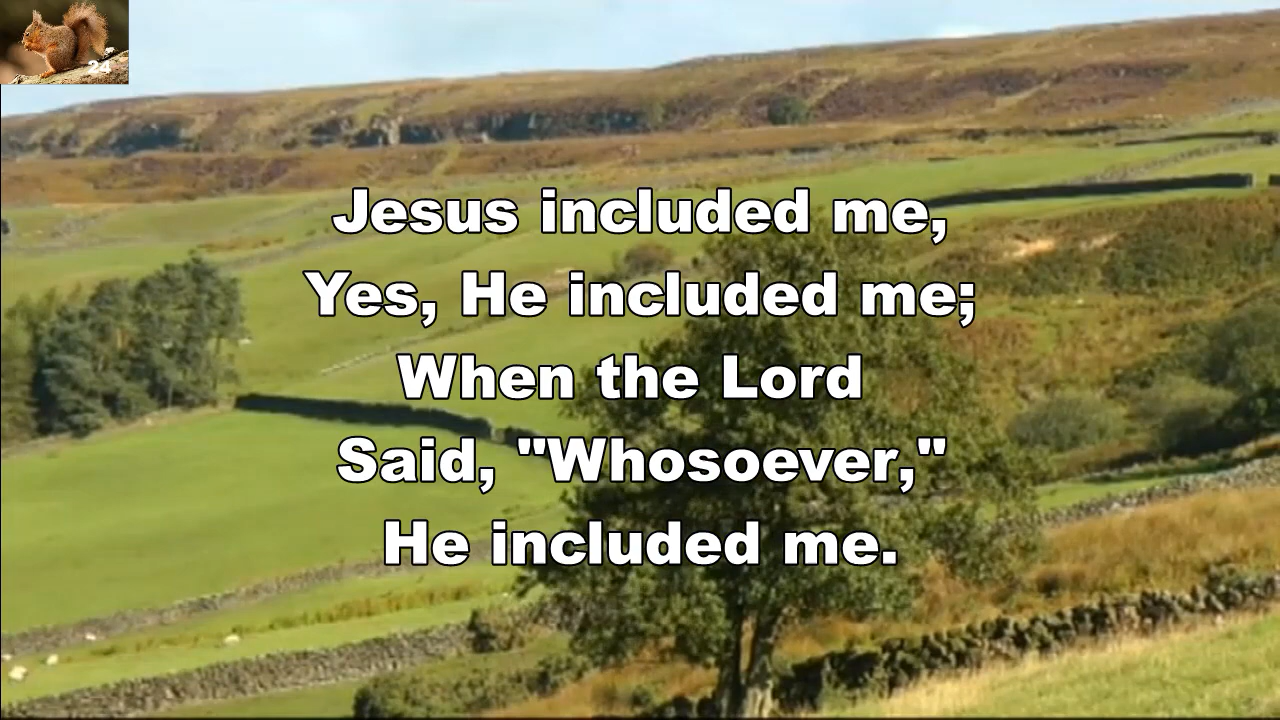 24
Jesus included me,
Yes, He included me;
When the Lord
Said, "Whosoever,"
He included me.